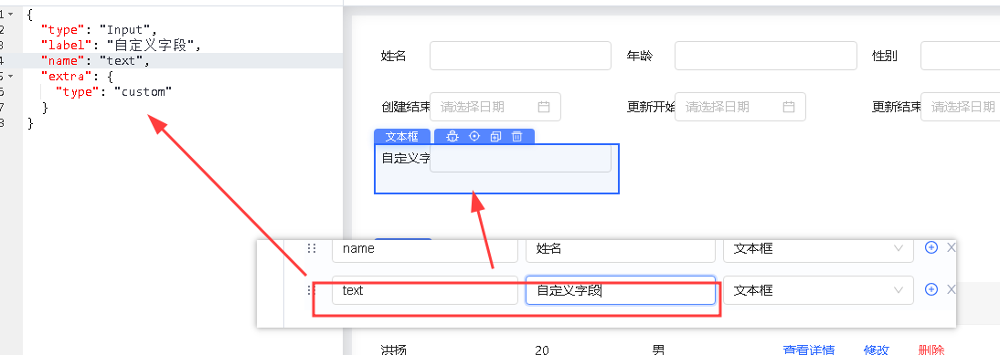 1 {
2 "type": "Input",
3 "label": "自定义字段",
4 "name": "text",
5 "extra": {
6 "type": "custom"
7 }
8 }
姓名 年龄 性别
创建结束 请选择日期 更新开始 请选择日期 更新结束 请选择日期
文本框
自定义字
name 姓名 文本框
text 自定义字段 文本框
洪扬 20 男 查看详情 修改 删除